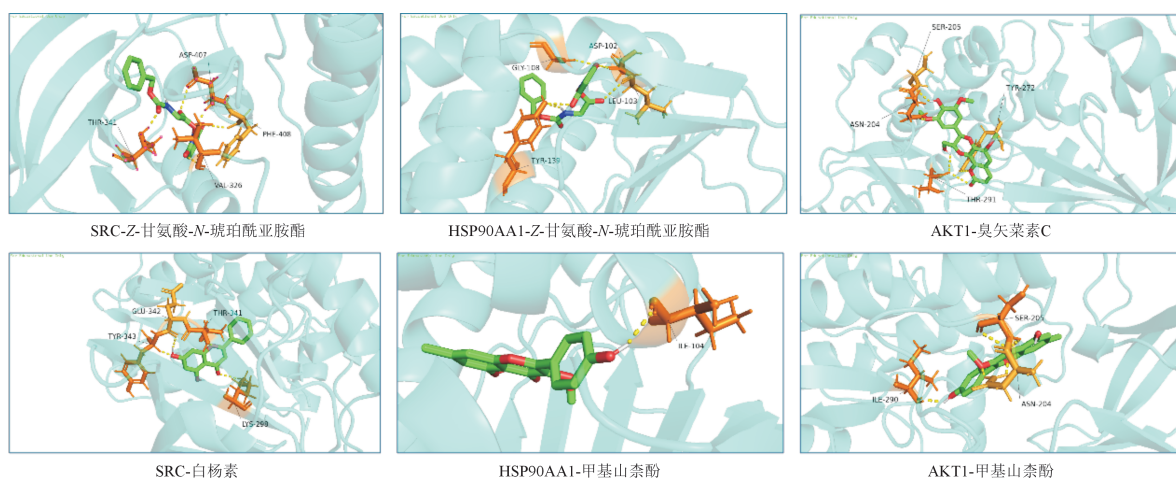 ASP-407
THR-341
PHE-408
VAL-326
SRC-Z-甘氨酸-N-琥珀酰亚胺酯
ASP-102
GLY-108
LEU-103
TYR-139
HSP90AA1-Z-甘氨酸-N-琥珀酰亚胺酯
SER-205
TYR-272
ASN-204
THR-291
AKT1-臭矢菜素C
GLU-342
THR-341
TYR-343
LYS-298
SRC-白杨素
ILE-104
HSP90AA1-甲基山柰酚
SER-205
ILE-290
ASN-204
AKT1-甲基山柰酚